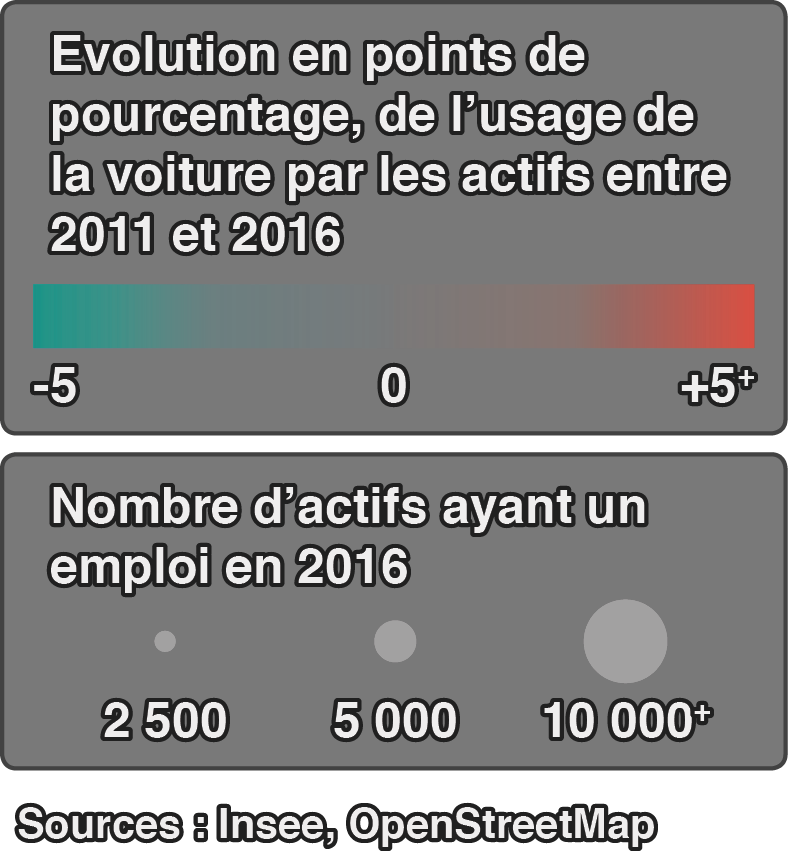 Evolution en points de
pourcentage, de l’usage de
la voiture par les actifs entre
2011 et 2016
-5 0 +5⁺
Nombre d’actifs ayant un
emploi en 2016
2 500 5 000 10 000⁺
Sources : Insee, OpenStreetMap